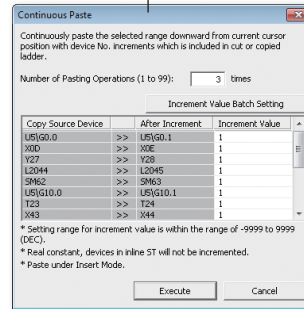 Continuous Paste
Continuously paste the selected range downward from current cursor
position with device No. increments which is included in cut or copied
ladder.
Number of Pasting Operations (1 to 99): 3 times
Increment Value Batch Setting
Copy Source Device After Increment Increment Value
U5\G0.0 >> U5\G0.1 1
X0D >> X0E 1
Y27 >> Y28 1
L2044 >> L2045 1
SM62 >> SM63 1
U5\G10.0 >> U5\G10.1 1
T23 >> T24 1
X43 >> X44 1
* Setting range for increment value is within the range of -9999 to 9999
(DEC).
* Real constant, devices in inline ST will not be incremented.
* Paste under Insert Mode.
Execute Cancel